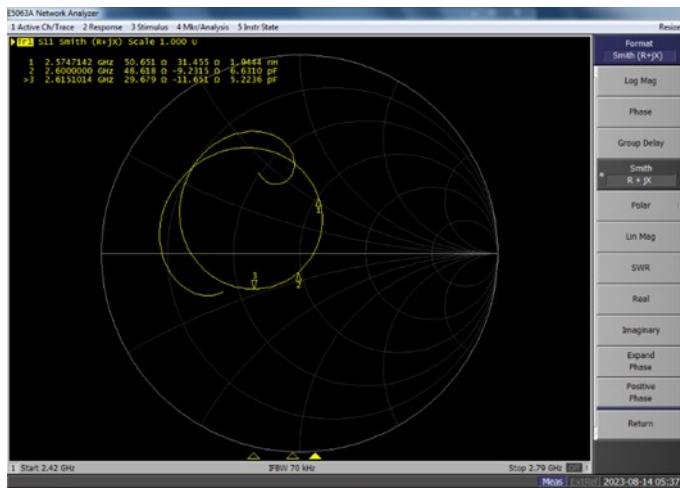 E5063A Network Analyzer
1 Active Ch/Trace 2 Response 3 Stimulus 4 Mkr/Analysis 5 Instr State
Resize
Tr1 S11 Smith (R+jX) Scale 1.000 U
1 2.5747142 GHz 50.651 Ω 31.455 Ω 1.9444 nH
2 2.6000000 GHz 48.618 Ω -9.2315 Ω 6.6310 pF
>3 2.6151014 GHz 29.679 Ω -11.651 Ω 5.2236 pF
1
3
2
Format
Smith (R+jX)
Log Mag
Phase
Group Delay
Smith
R + jX
Polar
Lin Mag
SWR
Real
Imaginary
Expand
Phase
Positive
Phase
Return
1 Start 2.42 GHz IFBW 70 kHz Stop 2.79 GHz Off
Meas ExtRef 2023-08-14 05:37